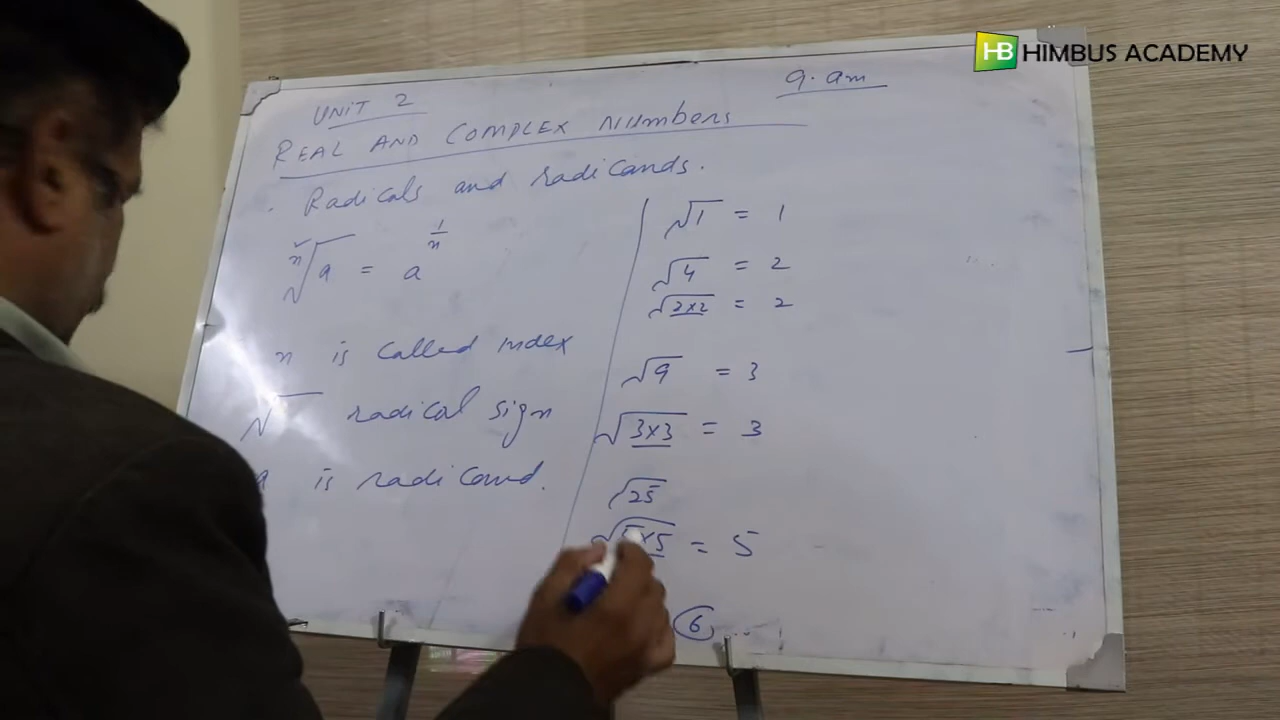 HB HIMBUS ACADEMY
9. am
UNIT 2
REAL AND COMPLEX NUMBERS
. Radicals and radicands.
ⁿ√a = a^(1/n)
n is called index
√ radical sign
a is radicand.
√1 = 1
√4 = 2
√2×2 = 2
√9 = 3
√3×3 = 3
√25
√5×5 = 5
6